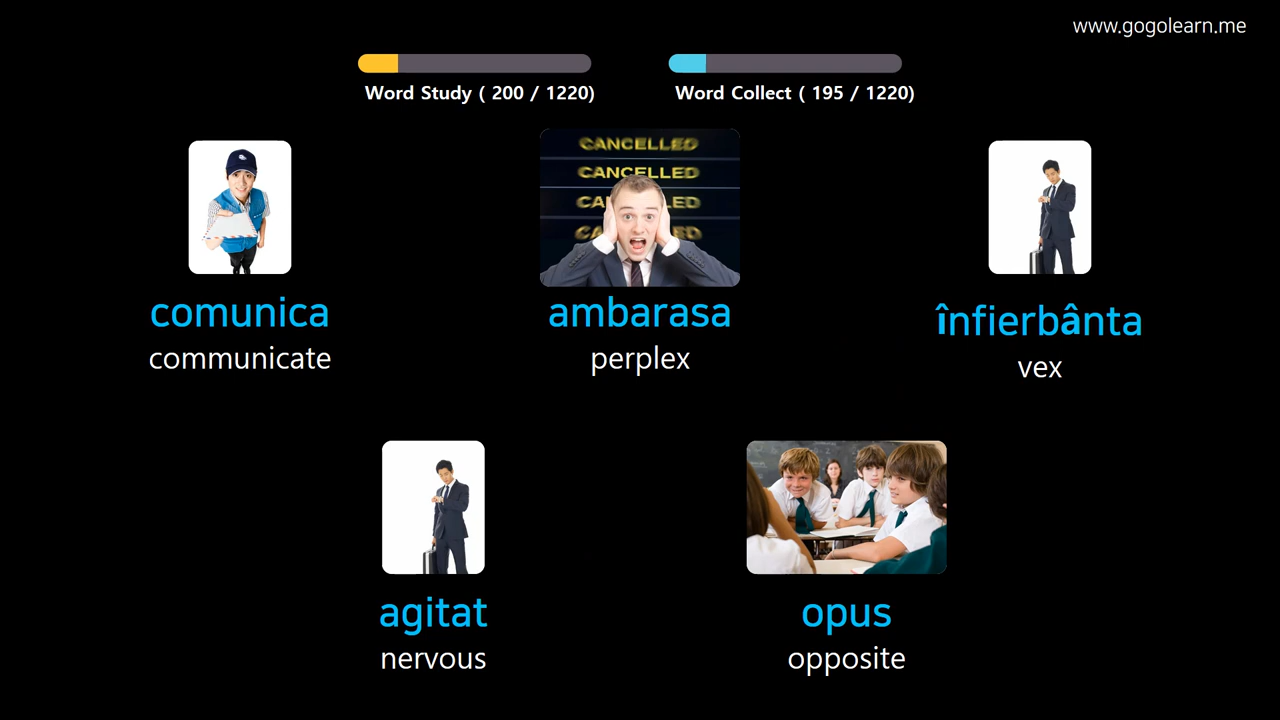 www.gogolearn.me
Word Study ( 200 / 1220)
Word Collect ( 195 / 1220)
CANCELLED
CANCELLED
comunica
communicate
ambarasa
perplex
înfierbânta
vex
agitat
nervous
opus
opposite